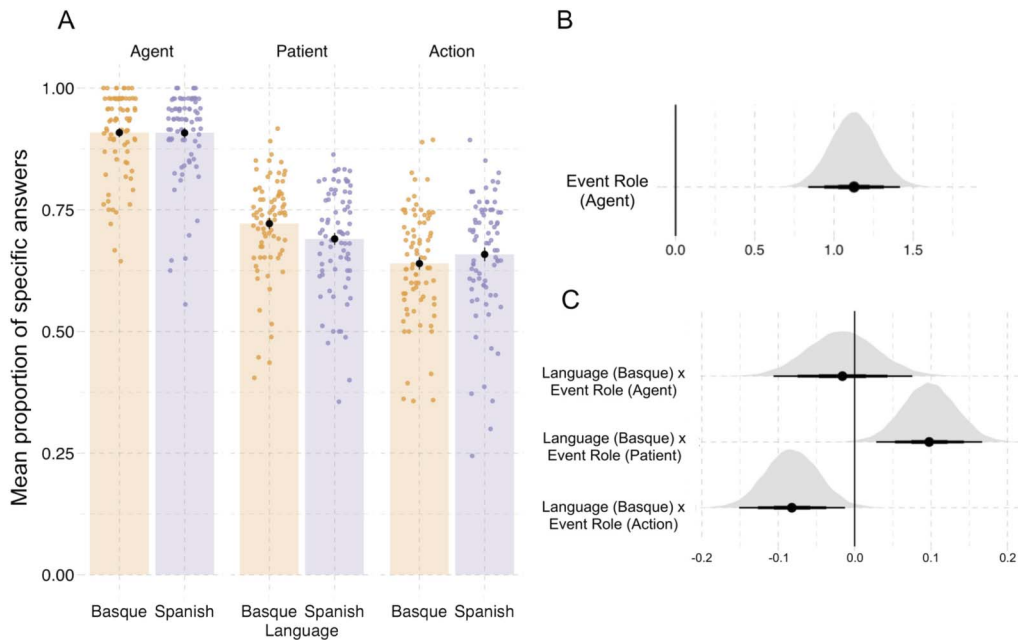 A
Agent
Patient
Action
Mean proportion of specific answers
1.00
0.75
0.50
0.25
0.00
Basque Spanish
Basque Spanish
Basque Spanish
Language
B
Event Role
(Agent)
0.0
0.5
1.0
1.5
C
Language (Basque) x
Event Role (Agent)
Language (Basque) x
Event Role (Patient)
Language (Basque) x
Event Role (Action)
-0.2
-0.1
0.0
0.1
0.2